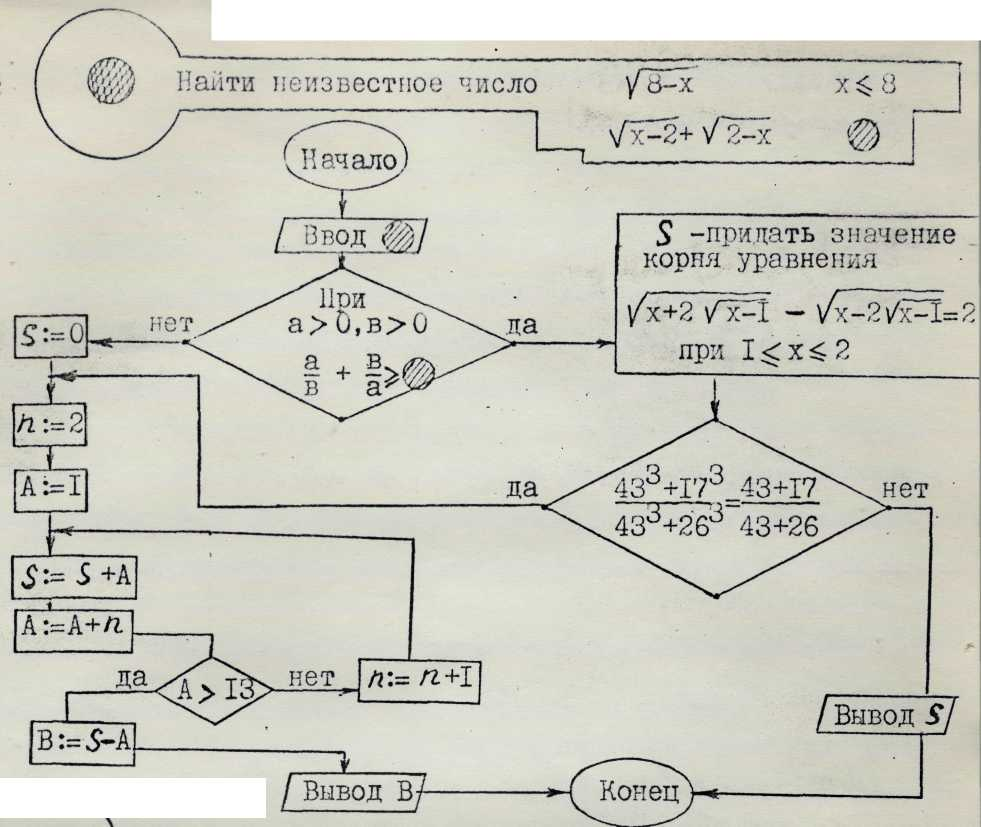 Найти неизвестное число √8-x x ⩽ 8
√x-2 + √2-x
Начало
Ввод
При
а > 0, в > 0
а/в + в/а ⩾
нет
да
S -придать значение
корня уравнения
√x+2 √x-I - √x-2√x-I=2
при I ⩽ x ⩽ 2
S:=0
n:=2
A:=I
S:= S +A
A:=A+n
A > I3
да
нет
n:= n+I
B:= S-A
Вывод B
да
43³+I7³/43³+26³=43+I7/43+26
нет
Вывод S
Конец